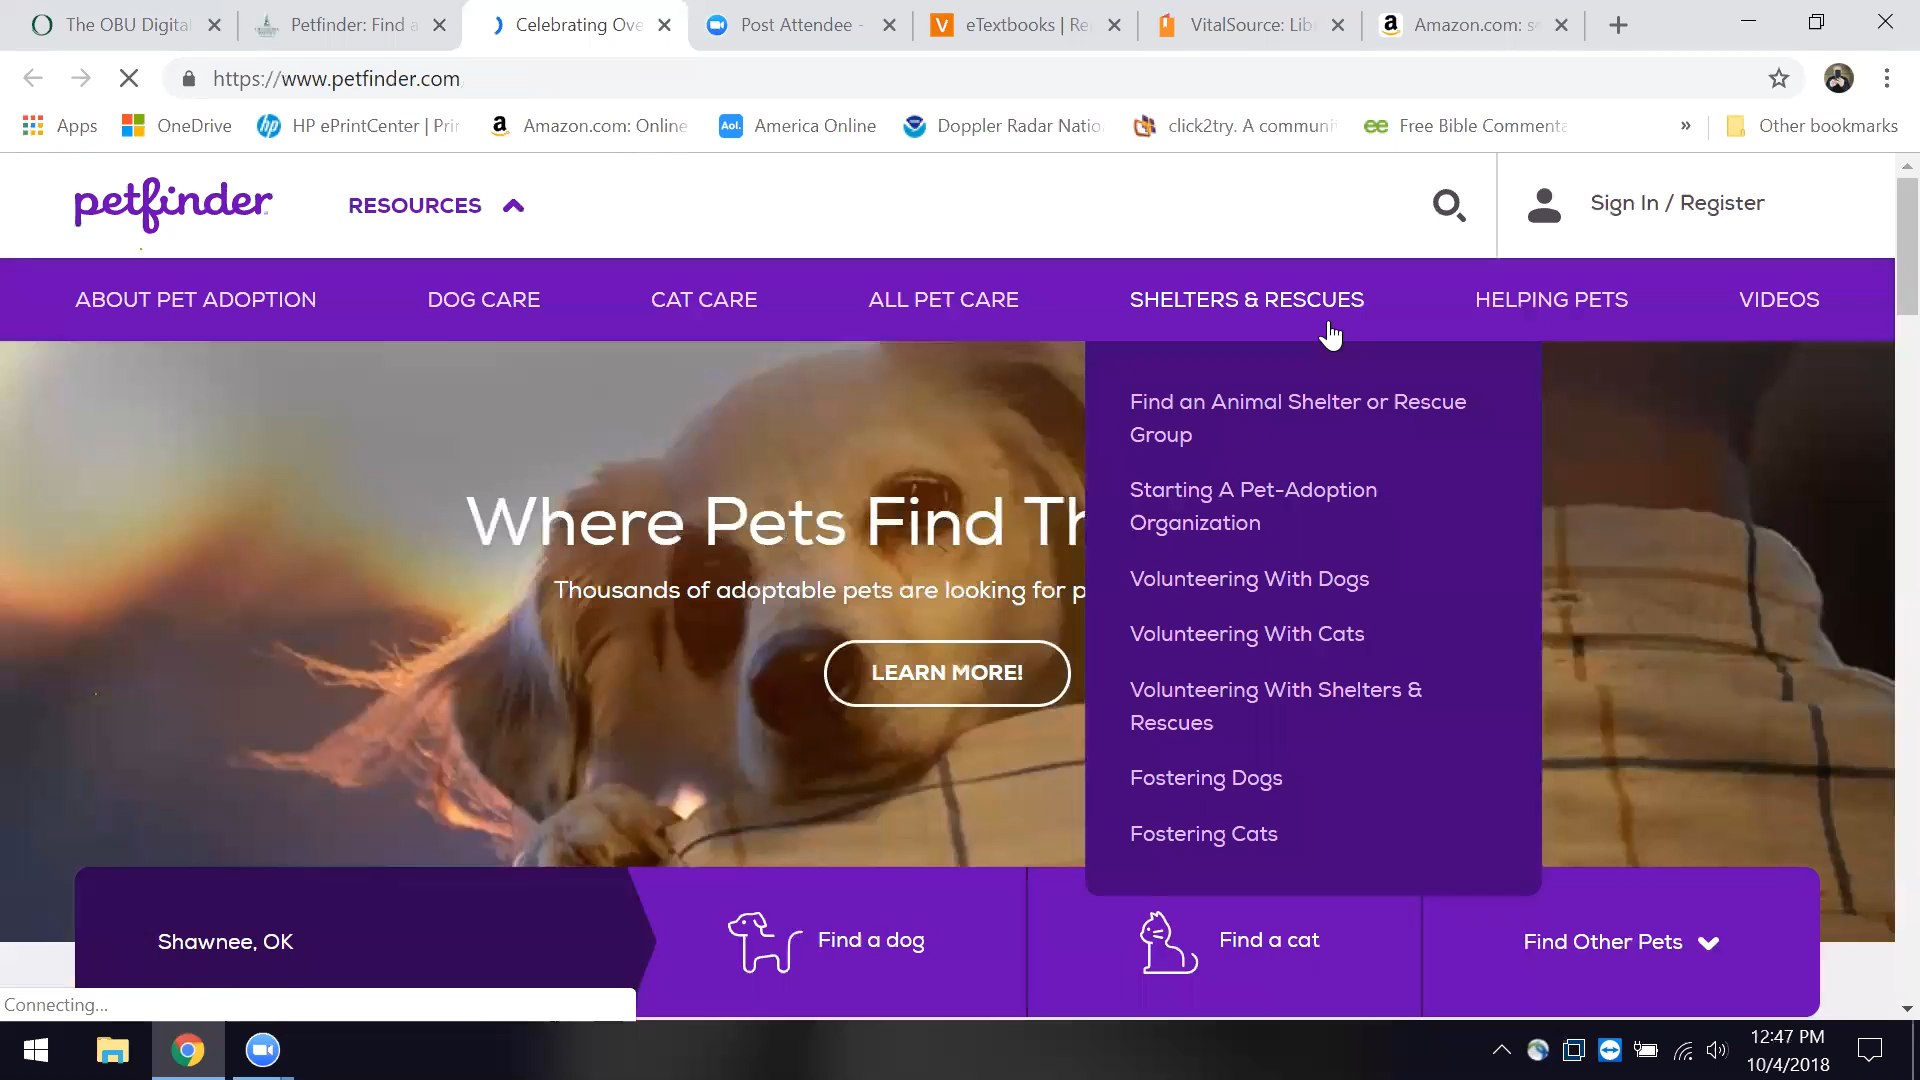 The OBU Digital
Petfinder: Find a
Celebrating Ove
Post Attendee -
eTextbooks | Re
VitalSource: Lib
Amazon.com: s
https://www.petfinder.com
Apps
OneDrive
HP ePrintCenter | Pri
Amazon.com: Online
Aol.
America Online
Doppler Radar Natio
click2try. A communi
Free Bible Commenta
»
Other bookmarks
petfinder
RESOURCES
Sign In / Register
ABOUT PET ADOPTION
DOG CARE
CAT CARE
ALL PET CARE
SHELTERS & RESCUES
HELPING PETS
VIDEOS
Find an Animal Shelter or Rescue
Group
Starting A Pet-Adoption
Organization
Volunteering With Dogs
Volunteering With Cats
Volunteering With Shelters &
Rescues
Fostering Dogs
Fostering Cats
Where Pets Find Th
Thousands of adoptable pets are looking for p
LEARN MORE!
Shawnee, OK
Find a dog
Find a cat
Find Other Pets
Connecting...
12:47 PM
10/4/2018